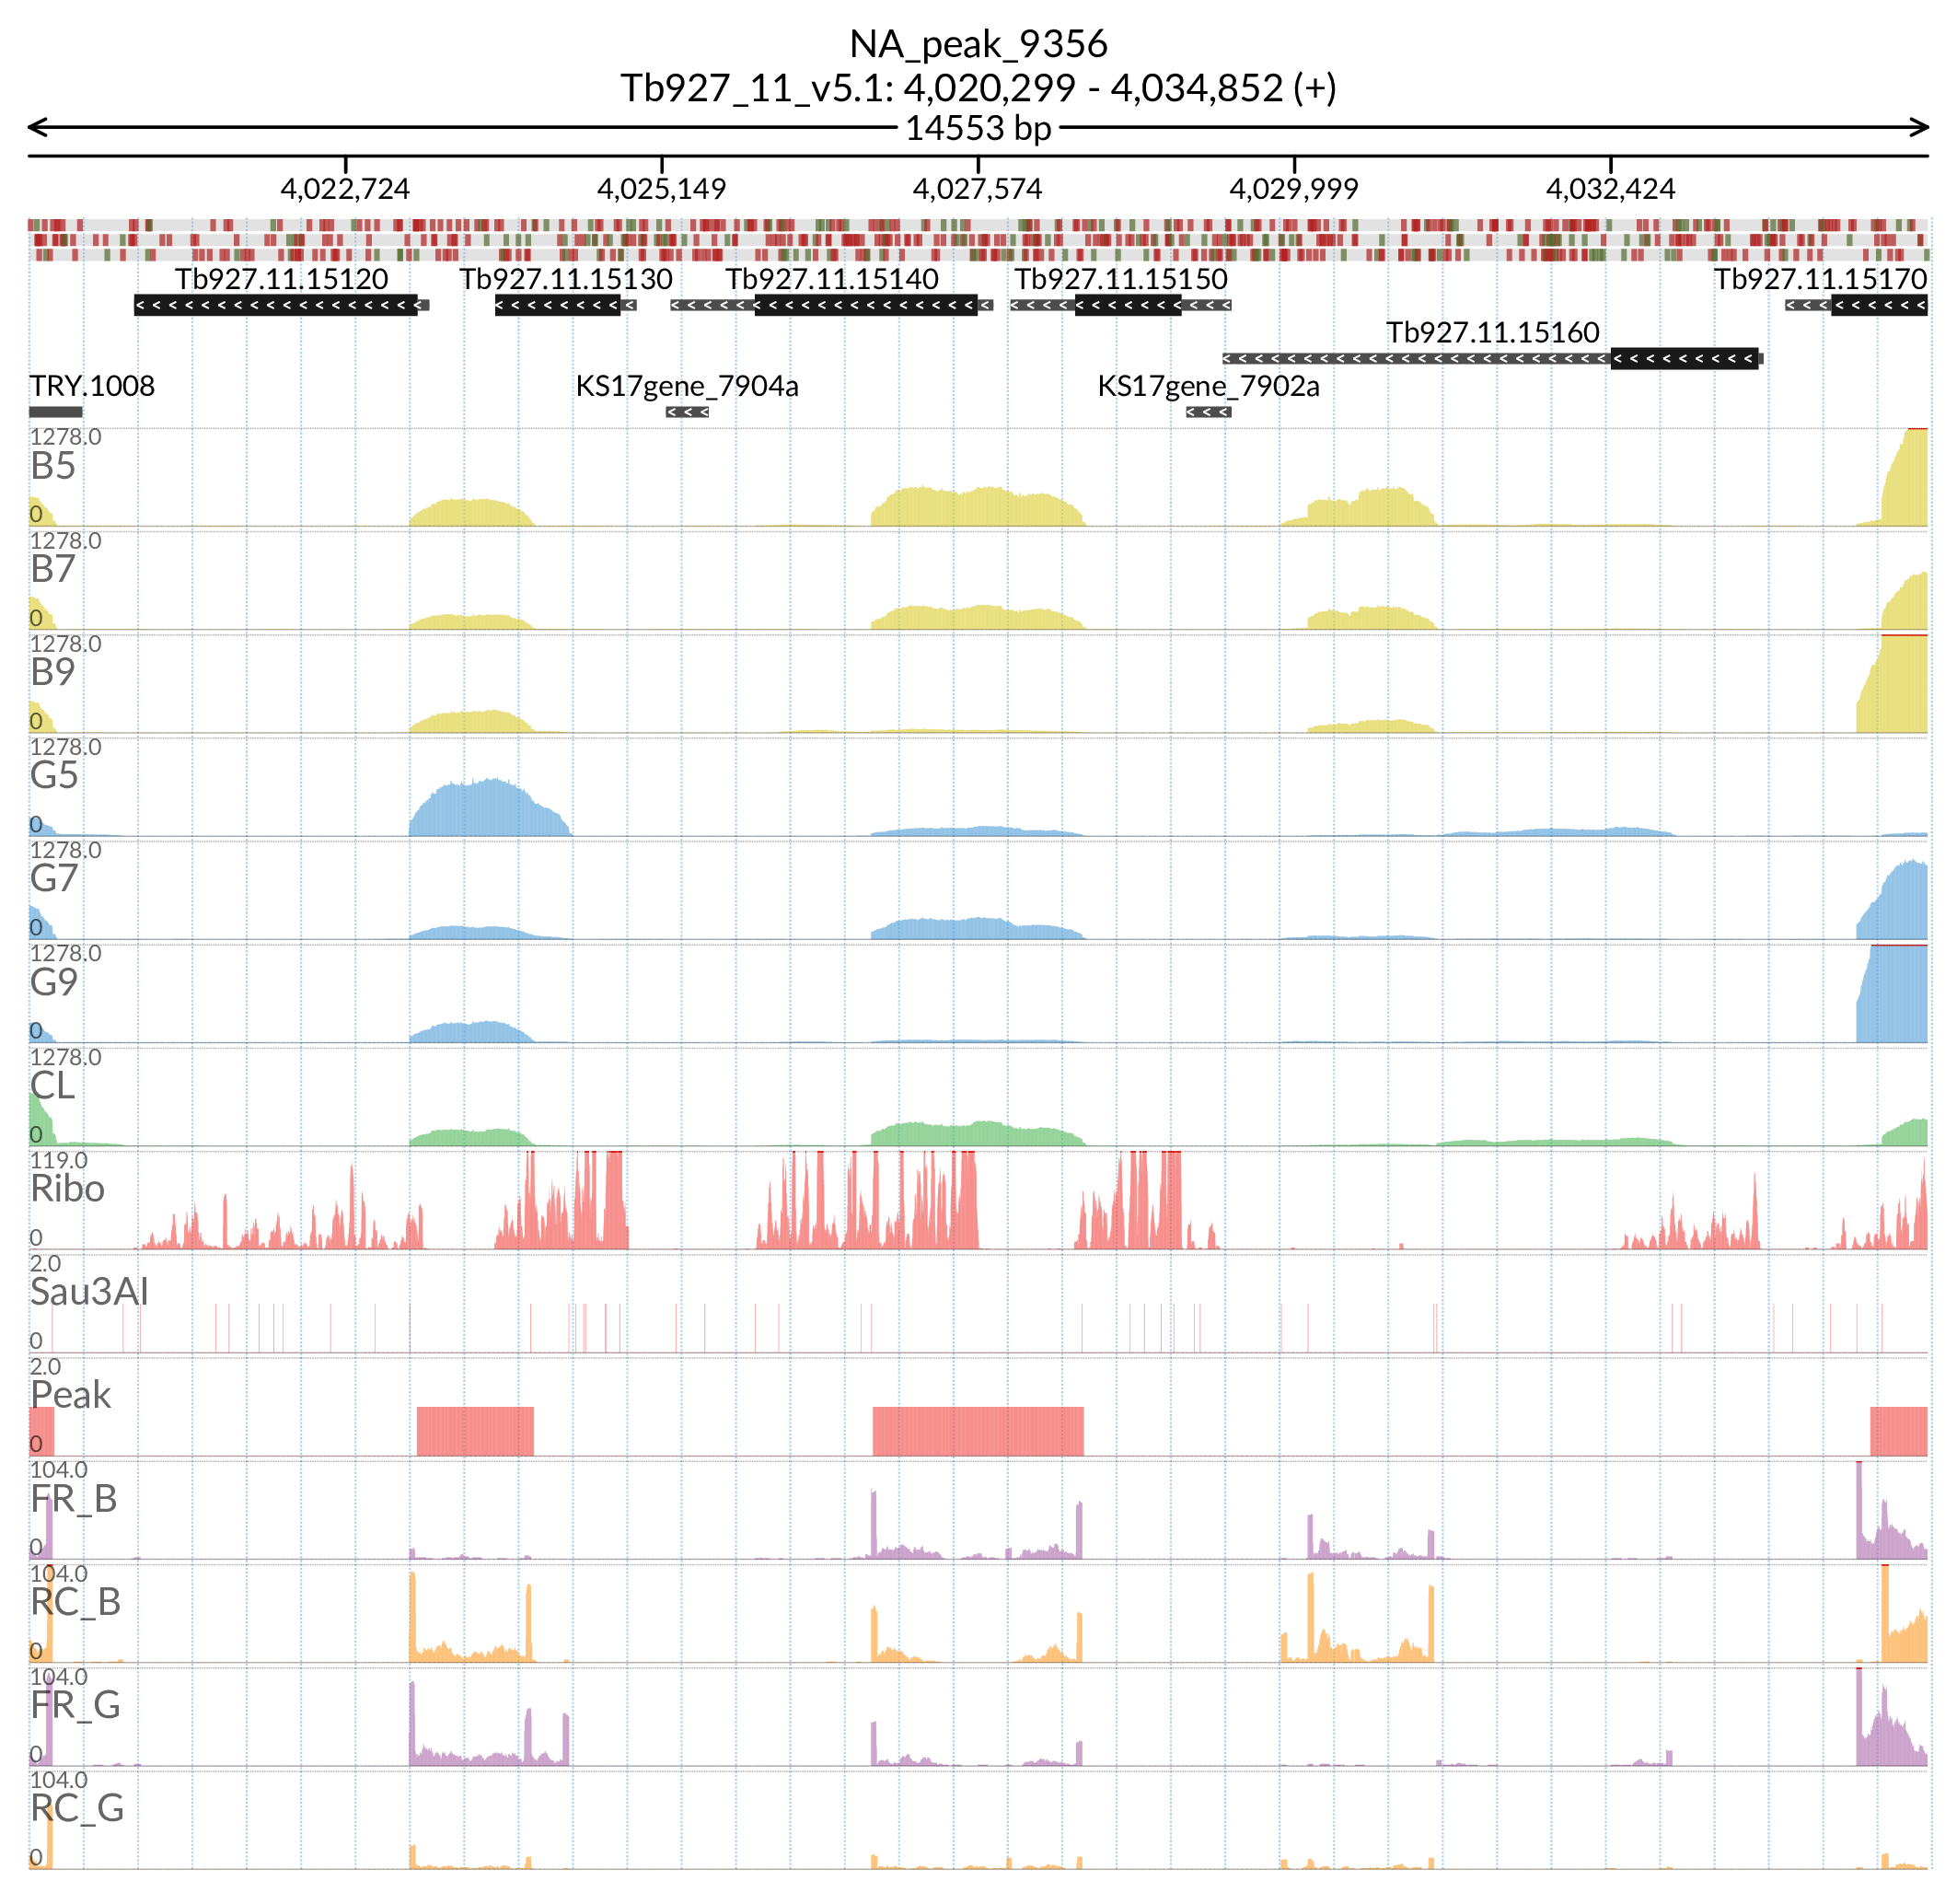 NA_peak_9356
Tb927_11_v5.1: 4,020,299 - 4,034,852 (+)
14553 bp
4,022,724 4,025,149 4,027,574 4,029,999 4,032,424
Tb927.11.15120 Tb927.11.15130 Tb927.11.15140 Tb927.11.15150 Tb927.11.15170
Tb927.11.15160
TRY.1008 KS17gene_7904a KS17gene_7902a
1278.0
B5
0
1278.0
B7
0
1278.0
B9
0
1278.0
G5
0
1278.0
G7
0
1278.0
G9
0
1278.0
CL
0
119.0
Ribo
0
2.0
Sau3AI
0
2.0
Peak
0
104.0
FR_B
0
104.0
RC_B
0
104.0
FR_G
0
104.0
RC_G
0